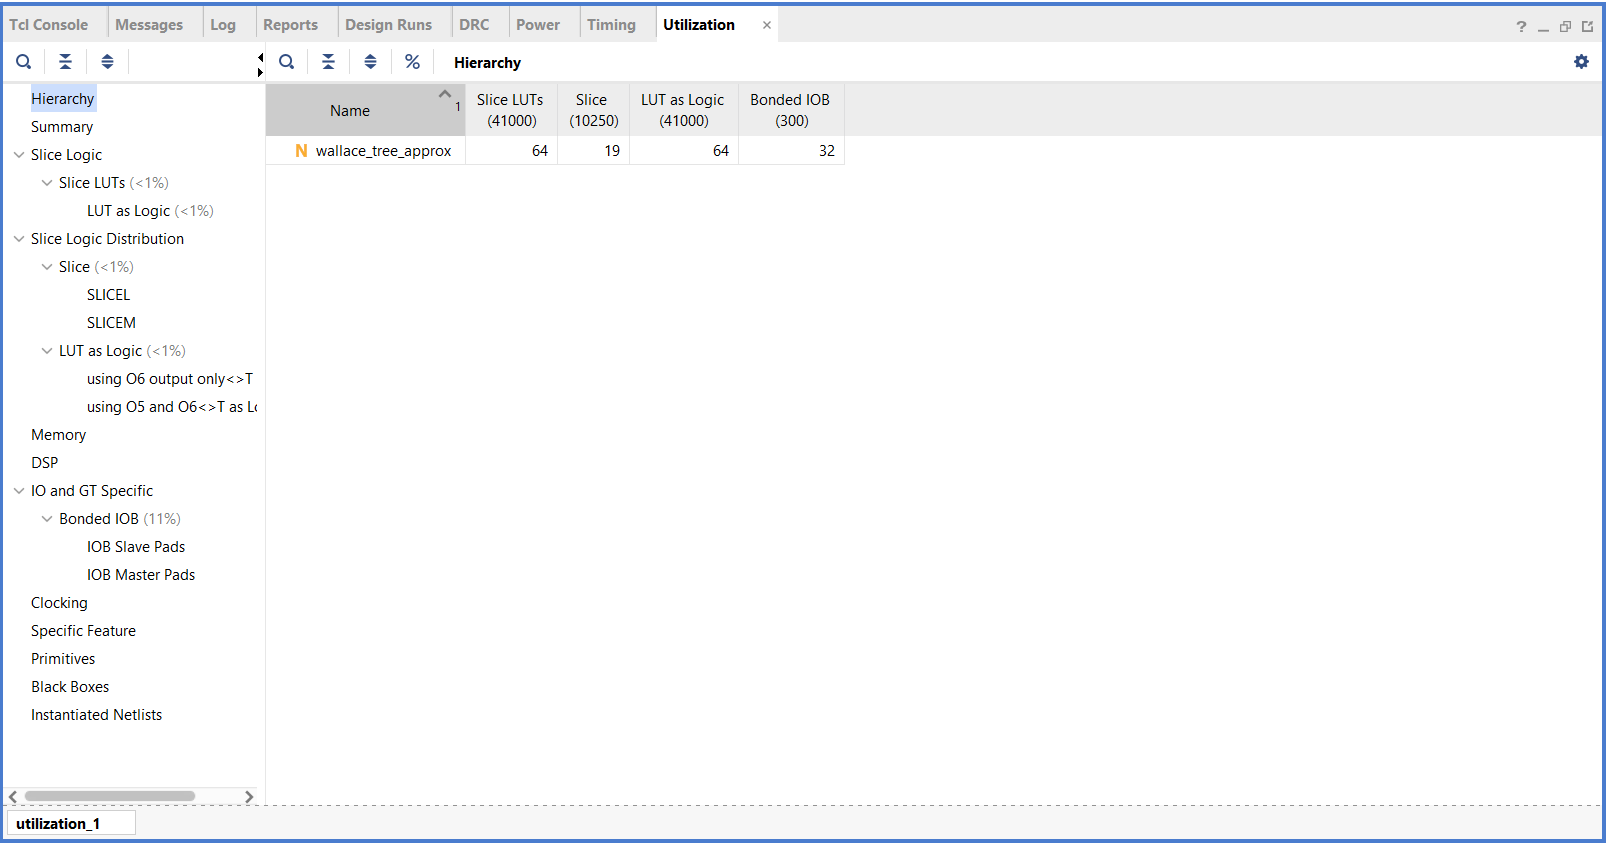 Tcl Console Messages Log Reports Design Runs DRC Power Timing Utilization × ?
% Hierarchy
Hierarchy
Summary
Slice Logic
Slice LUTs (<1%)
LUT as Logic (<1%)
Slice Logic Distribution
Slice (<1%)
SLICEL
SLICEM
LUT as Logic (<1%)
using O6 output only<>T
using O5 and O6<>T as Lo
Memory
DSP
IO and GT Specific
Bonded IOB (11%)
IOB Slave Pads
IOB Master Pads
Clocking
Specific Feature
Primitives
Black Boxes
Instantiated Netlists
Name 1 Slice LUTs (41000) Slice (10250) LUT as Logic (41000) Bonded IOB (300)
N wallace_tree_approx 64 19 64 32
utilization_1